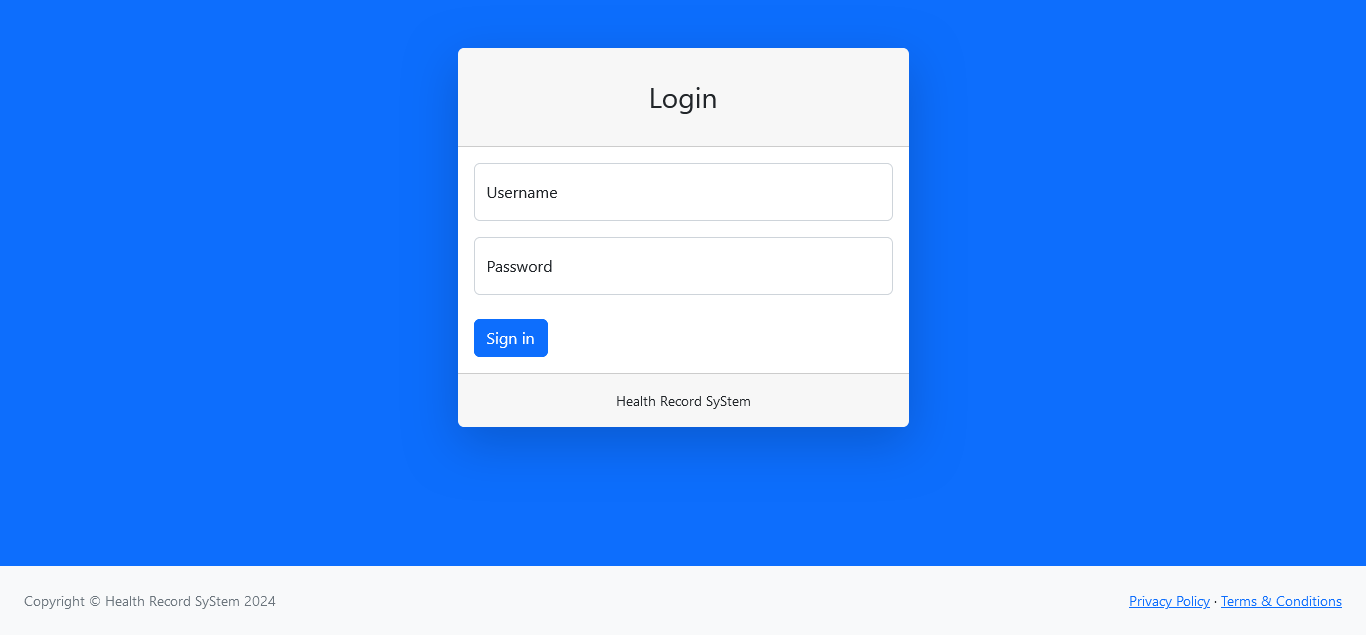 Login
Username
Password
Sign in
Health Record SyStem
Copyright © Health Record SyStem 2024
Privacy Policy · Terms & Conditions